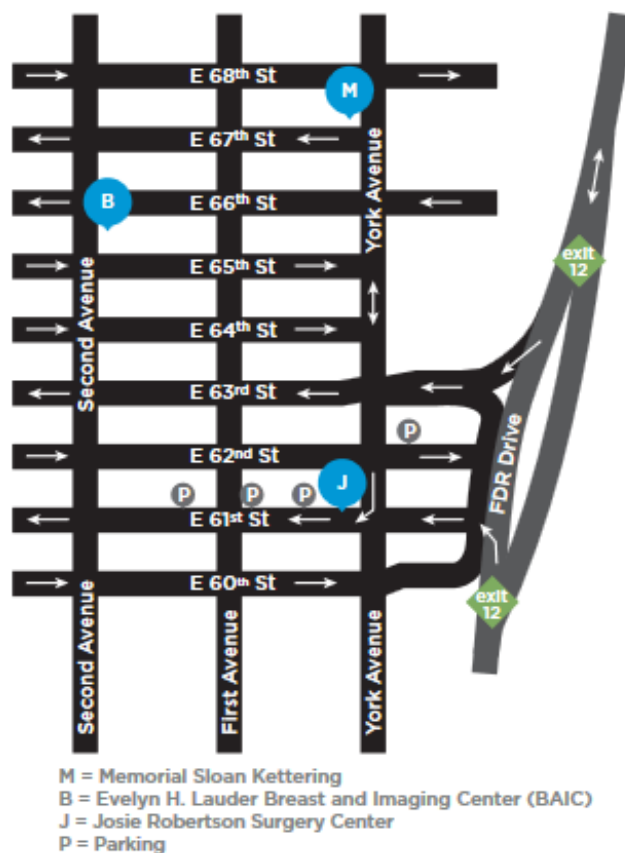 E 68th St
M
E 67th St
B
E 66th St
York Avenue
E 65th St
exit
12
Second Avenue
E 64th St
E 63rd St
P
E 62nd St
FDR Drive
J
P
P
P
E 61st St
E 60th St
exit
12
Second Avenue
First Avenue
York Avenue
M = Memorial Sloan Kettering
B = Evelyn H. Lauder Breast and Imaging Center (BAIC)
J = Josie Robertson Surgery Center
P = Parking